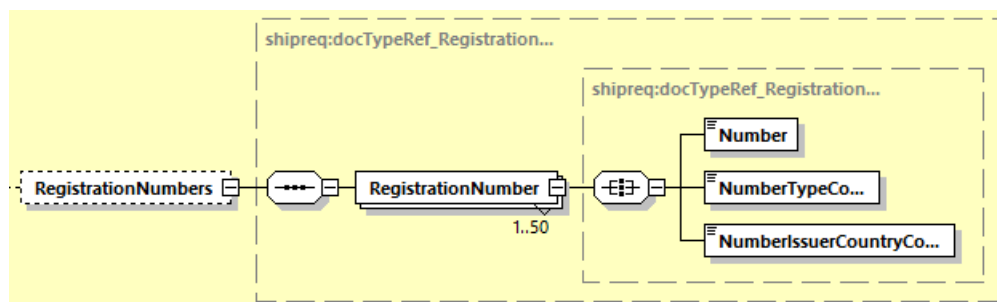 shipreq:docTypeRef_Registration...
shipreq:docTypeRef_Registration...
Number
RegistrationNumbers
RegistrationNumber
NumberTypeCo...
1..50
NumberIssuerCountryCo...